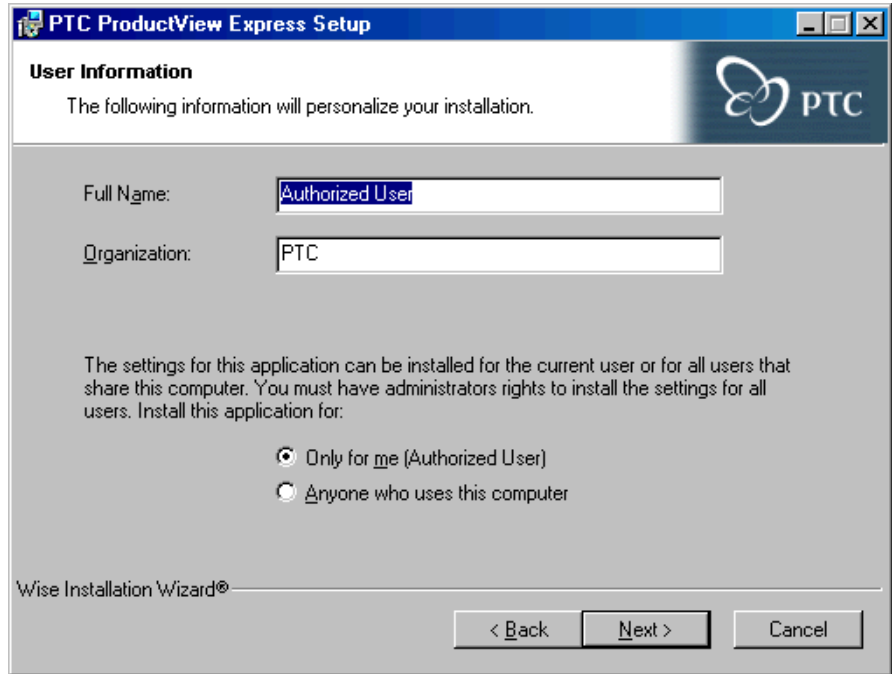 PTC ProductView Express Setup
User Information
The following information will personalize your installation.
PTC
Full Name:
Authorized User
Organization:
PTC
The settings for this application can be installed for the current user or for all users that
share this computer. You must have administrators rights to install the settings for all
users. Install this application for:
Only for me (Authorized User)
Anyone who uses this computer
Wise Installation Wizard®
< Back
Next >
Cancel